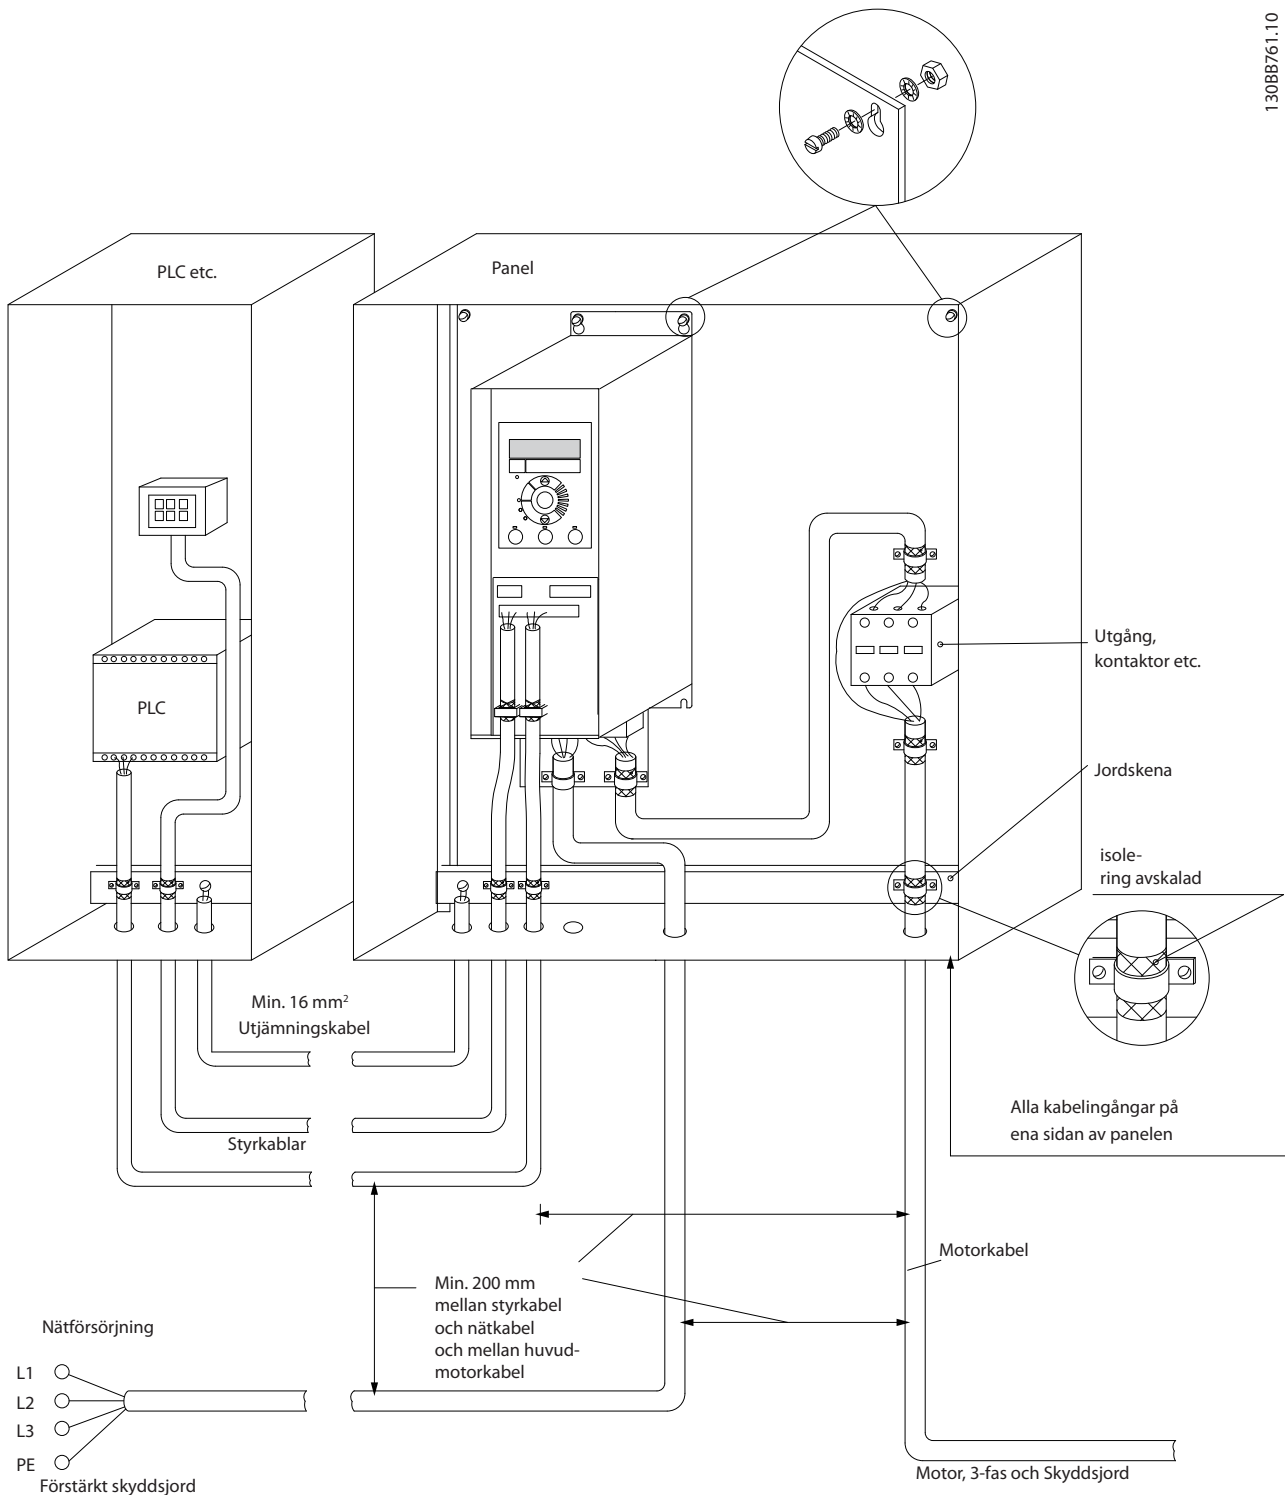 130BB761.10
PLC etc.
Panel
Utgång,
kontaktor etc.
PLC
Jordskena
isole-
ring avskalad
Min. 16 mm²
Utjämningskabel
Alla kabelingångar på
ena sidan av panelen
Styrkablar
Motorkabel
Min. 200 mm
mellan styrkabel
och nätkabel
och mellan huvud-
motorkabel
Nätförsörjning
L1
L2
L3
PE
Förstärkt skyddsjord
Motor, 3-fas och Skyddsjord